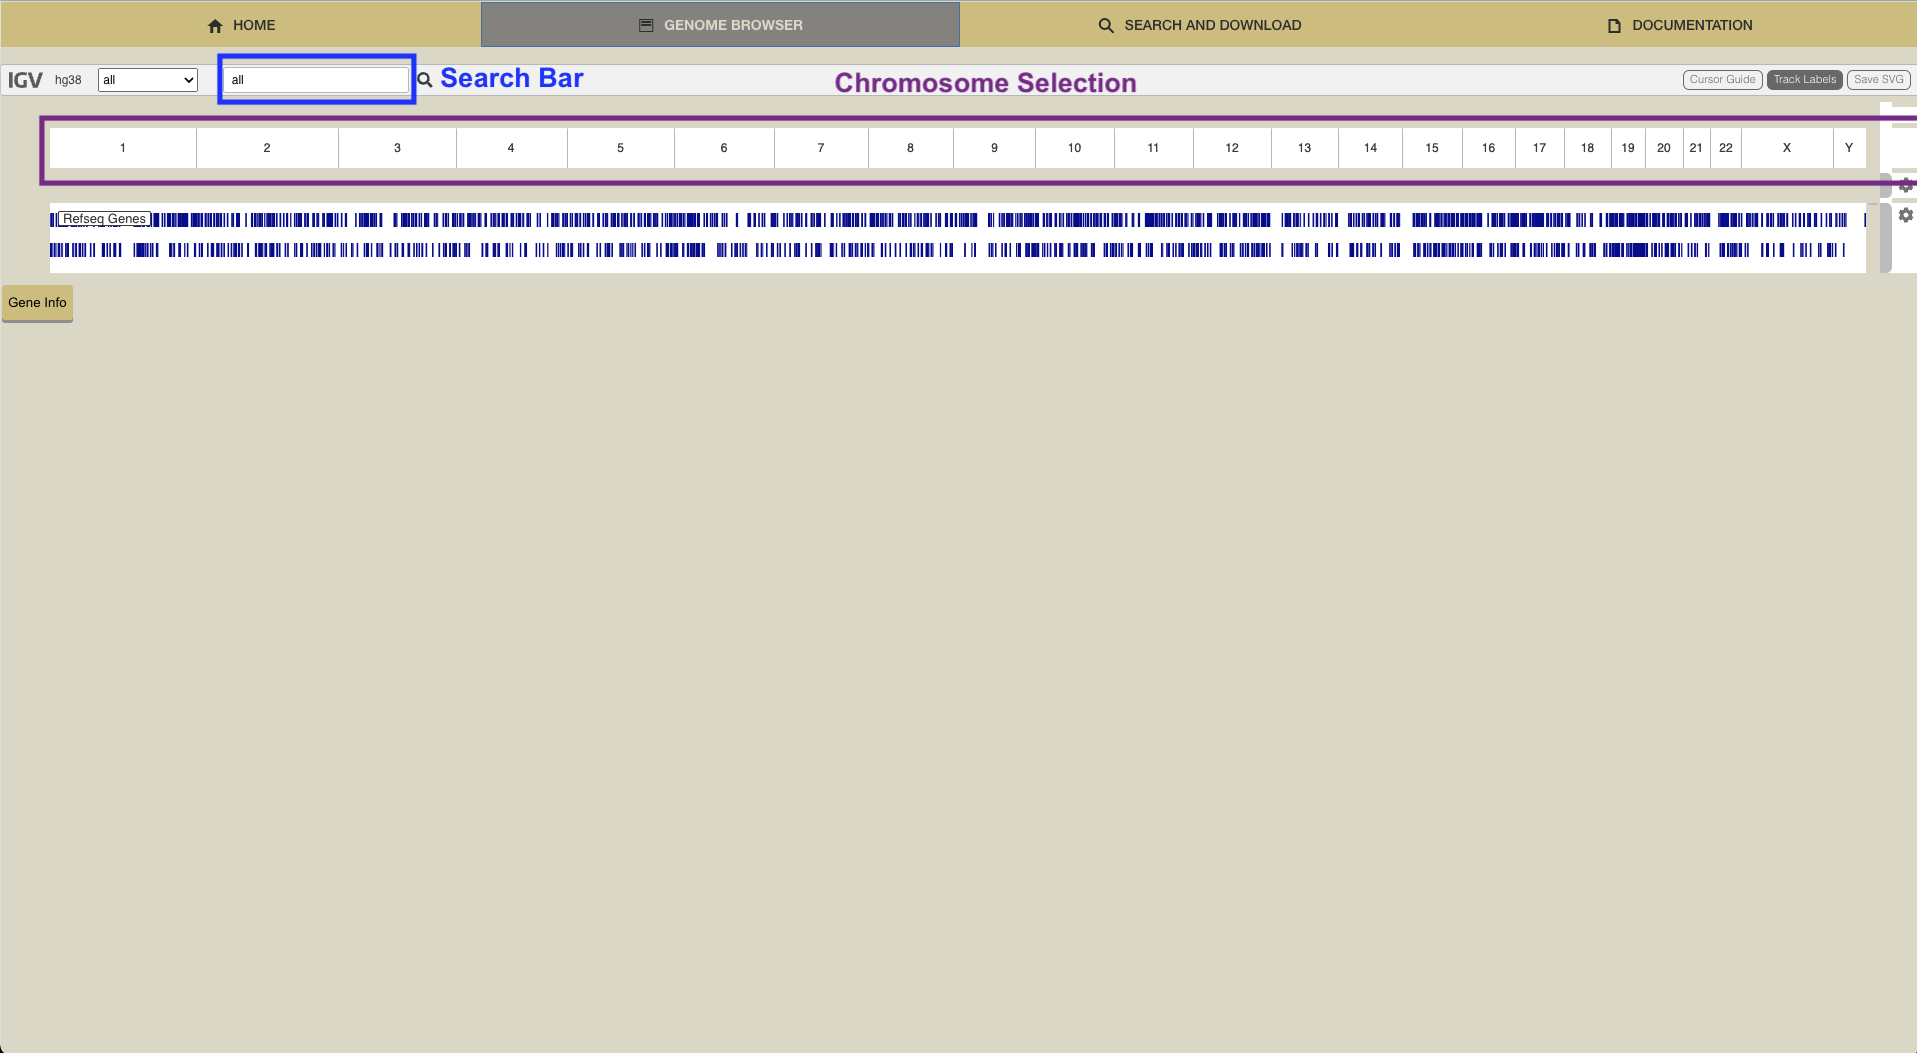 HOME GENOME BROWSER SEARCH AND DOWNLOAD DOCUMENTATION
IGV hg38 all all Search Bar Chromosome Selection Cursor Guide Track Labels Save SVG
1 2 3 4 5 6 7 8 9 10 11 12 13 14 15 16 17 18 19 20 21 22 X Y
Refseq Genes
Gene Info